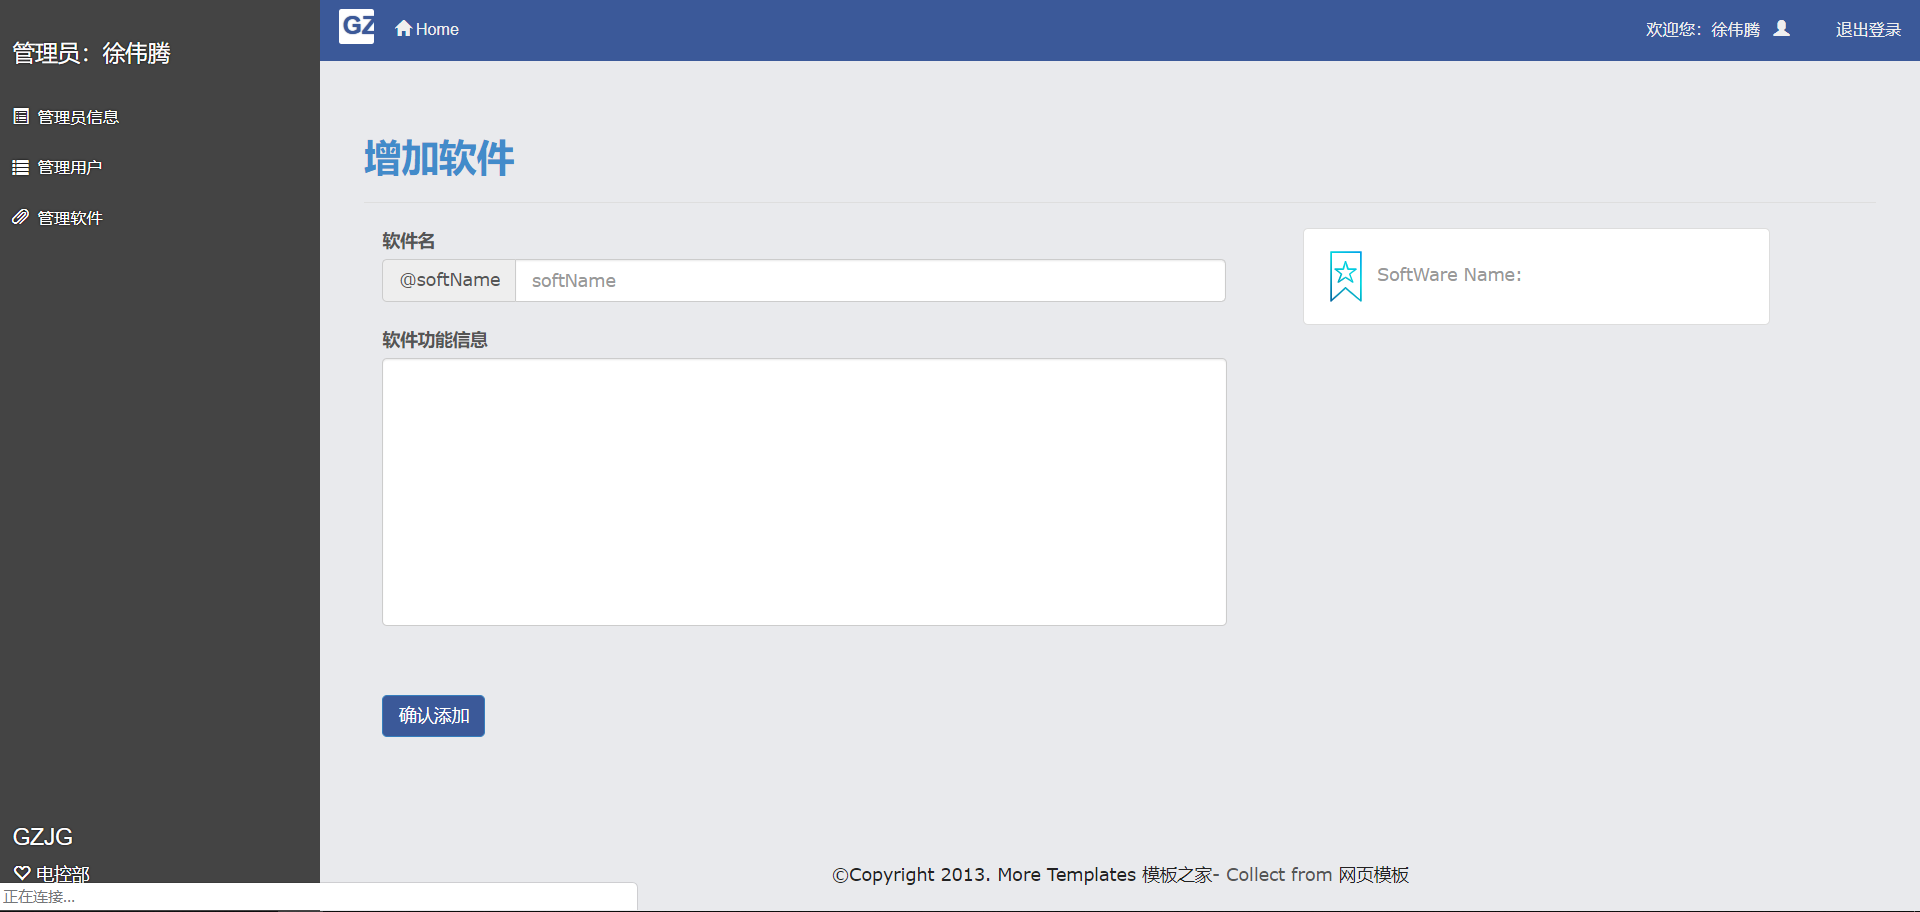 管理员：徐伟腾
管理员信息
管理用户
管理软件
GZJG
电控部
正在连接...
GZ Home
欢迎您：徐伟腾
退出登录
增加软件
软件名
@softName softName
软件功能信息
确认添加
SoftWare Name:
©Copyright 2013. More Templates 模板之家- Collect from 网页模板